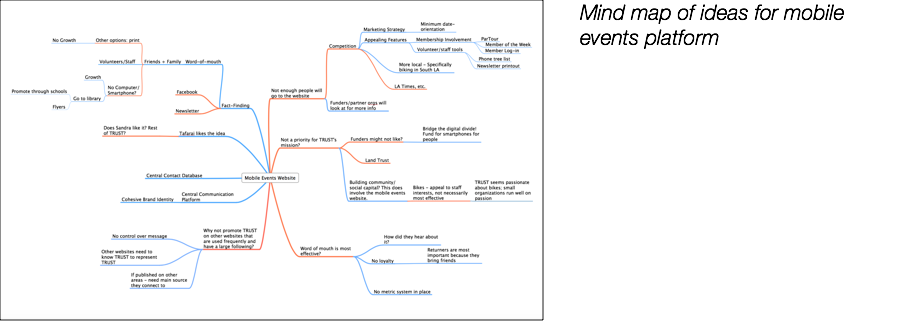 Mind map of ideas for mobile
events platform
Mobile Events Website
Fast-Finding
Word-of-mouth
Friends + Family
Other options: print
No Growth
Volunteers/Staff
No Computer/
Smartphone?
Growth
Go to library
Promote through schools
Flyers
Facebook
Newsletter
Tafarai likes the idea
Does Sandra like it? Rest
of TRUST?
Central Contact Database
Central Communication
Platform
Cohesive Brand Identity
Why not promote TRUST
on other websites that
are used frequently and
have a large following?
No control over message
Other websites need to
know TRUST to represent
TRUST
If published on other
areas - need main source
they connect to
Not enough people will
go to the website
Competition
Marketing Strategy
Minimum date-
orientation
Appealing Features
Membership Involvement
ParTour
Member of the Week
Member Log-in
Volunteer/staff tools
Phone tree list
Newsletter printout
More local - Specifically
biking in South LA
LA Times, etc.
Funders/partner orgs will
look at for more info
Not a priority for TRUST's
mission?
Funders might not like?
Bridge the digital divide!
Fund for smartphones for
people
Land Trust
Building community/
social capital? This does
involve the mobile events
website.
Bikes - appeal to staff
interests, not necessarily
most effective
TRUST seems passionate
about bikes. small
organizations run well on
passion
Word of mouth is most
effective?
How did they hear about
it?
No loyalty
Returners are most
important because they
bring friends
No metric system in place